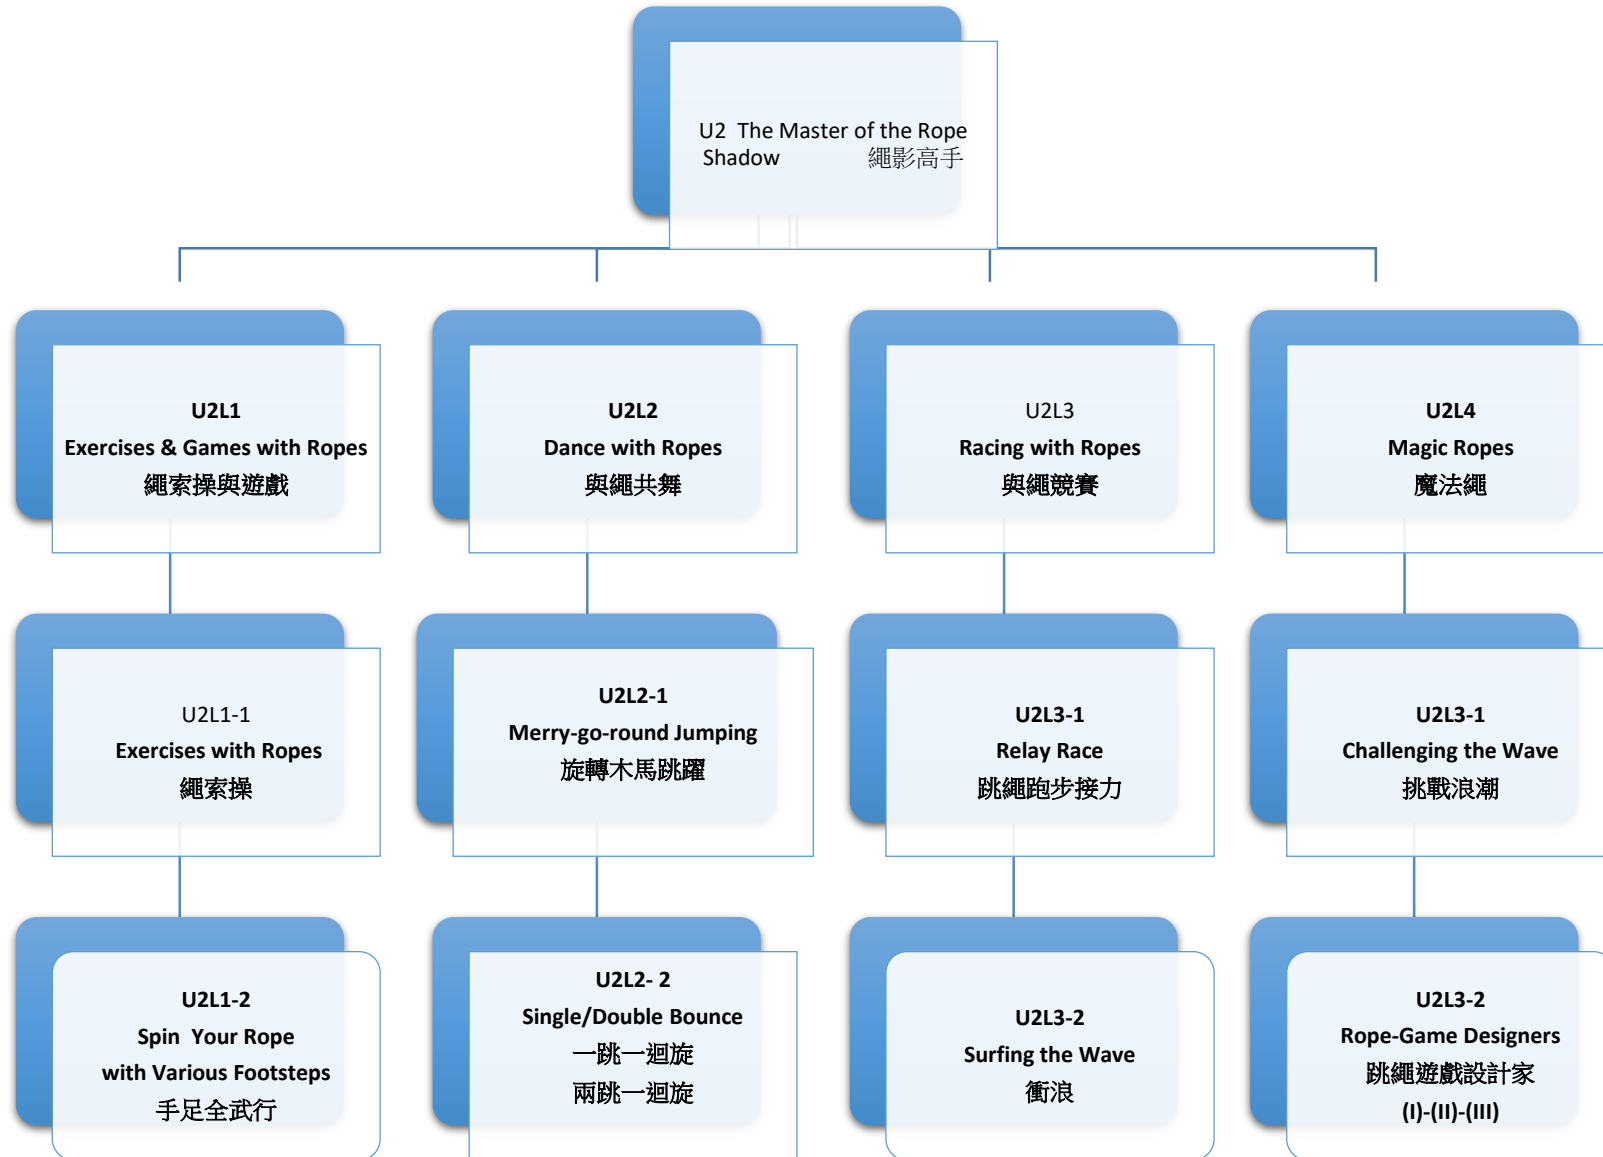 U2 The Master of the Rope
Shadow 繩影高手
U2L1
Exercises & Games with Ropes
繩索操與遊戲
U2L2
Dance with Ropes
與繩共舞
U2L3
Racing with Ropes
與繩競賽
U2L4
Magic Ropes
魔法繩
U2L1-1
Exercises with Ropes
繩索操
U2L2-1
Merry-go-round Jumping
旋轉木馬跳躍
U2L3-1
Relay Race
跳繩跑步接力
U2L3-1
Challenging the Wave
挑戰浪潮
U2L1-2
Spin Your Rope
with Various Footsteps
手足全武行
U2L2- 2
Single/Double Bounce
一跳一迴旋
兩跳一迴旋
U2L3-2
Surfing the Wave
衝浪
U2L3-2
Rope-Game Designers
跳繩遊戲設計家
(I)-(II)-(III)